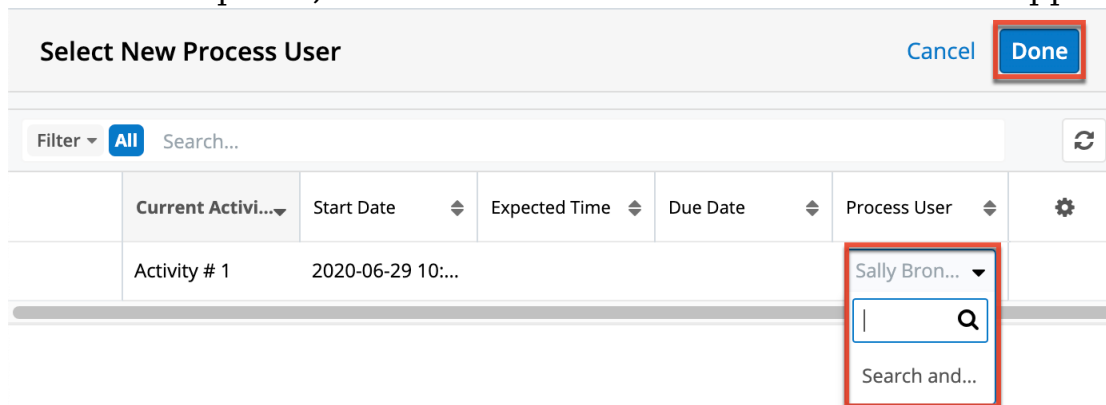 Select New Process User Cancel Done
Filter All Search...
Current Activi... Start Date Expected Time Due Date Process User
Activity # 1 2020-06-29 10:... Sally Bron...
Search and...